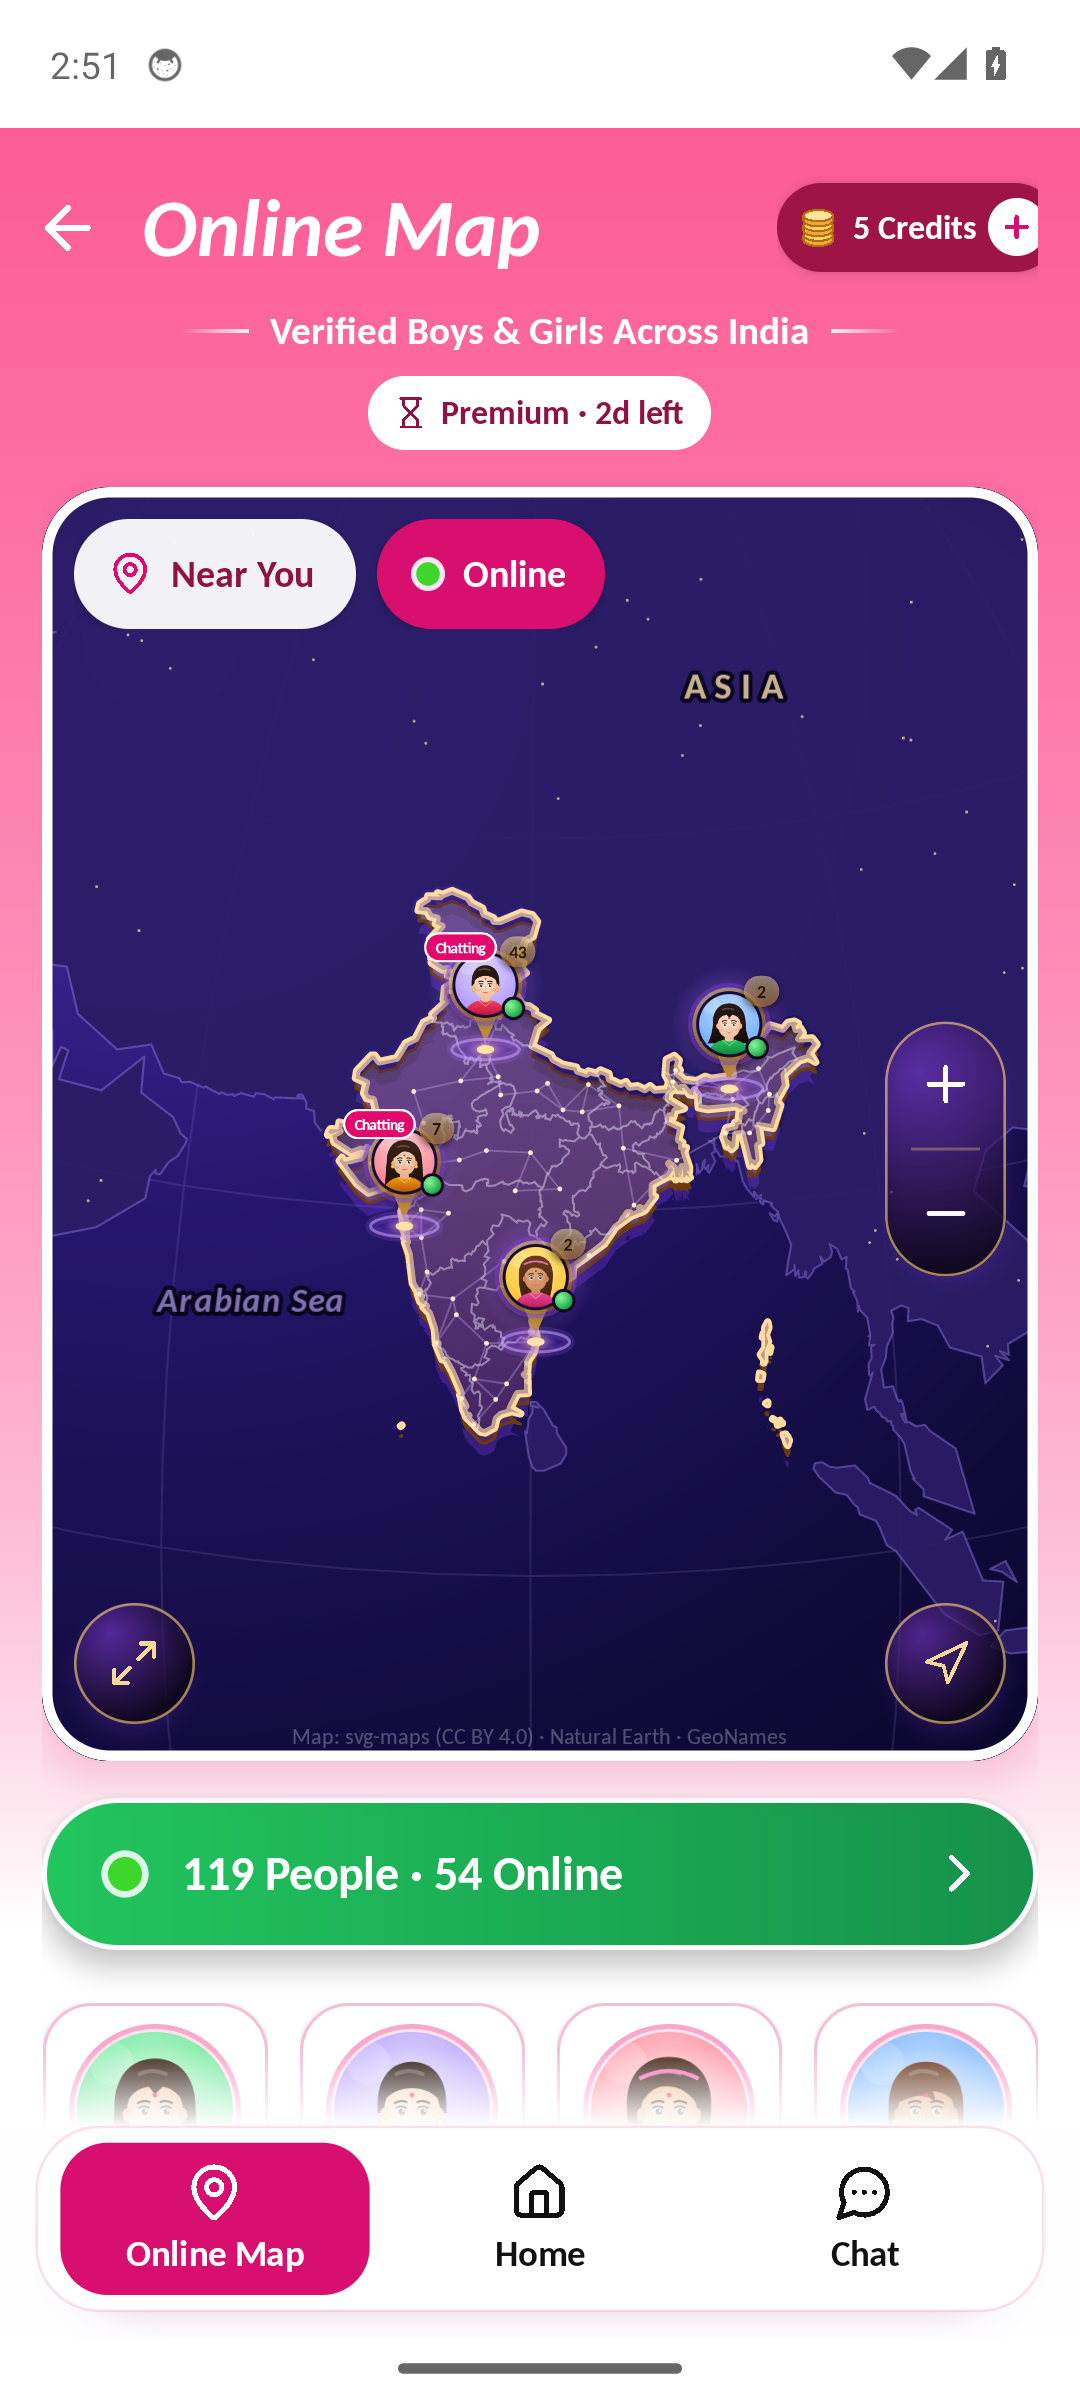 2:51
Online Map
5 Credits
Verified Boys & Girls Across India
Premium · 2d left
Near You
Online
ASIA
Chatting
43
2
Chatting
7
2
Arabian Sea
Map: svg-maps (CC BY 4.0) · Natural Earth · GeoNames
119 People · 54 Online
Online Map
Home
Chat